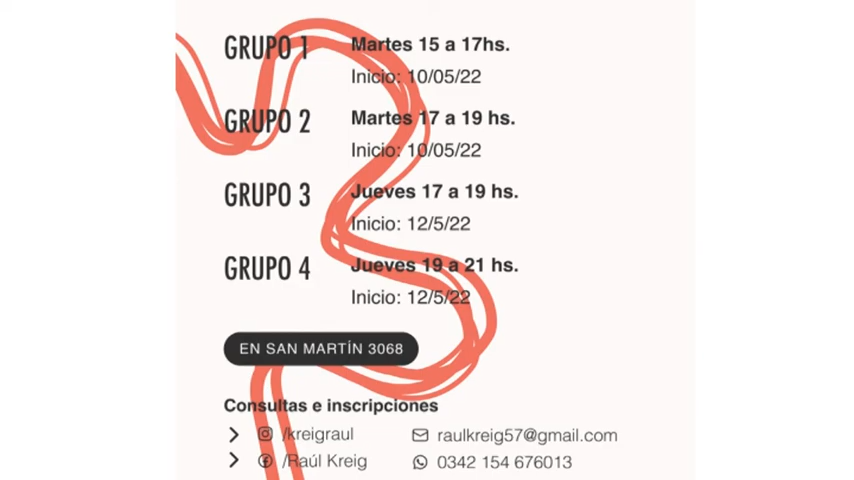 GRUPO 1 Martes 15 a 17hs.
Inicio: 10/05/22
GRUPO 2 Martes 17 a 19 hs.
Inicio: 10/05/22
GRUPO 3 Jueves 17 a 19 hs.
Inicio: 12/5/22
GRUPO 4 Jueves 19 a 21 hs.
Inicio: 12/5/22
EN SAN MARTÍN 3068
Consultas e inscripciones
/kreigraul raulkreig57@gmail.com
/Raúl Kreig 0342 154 676013